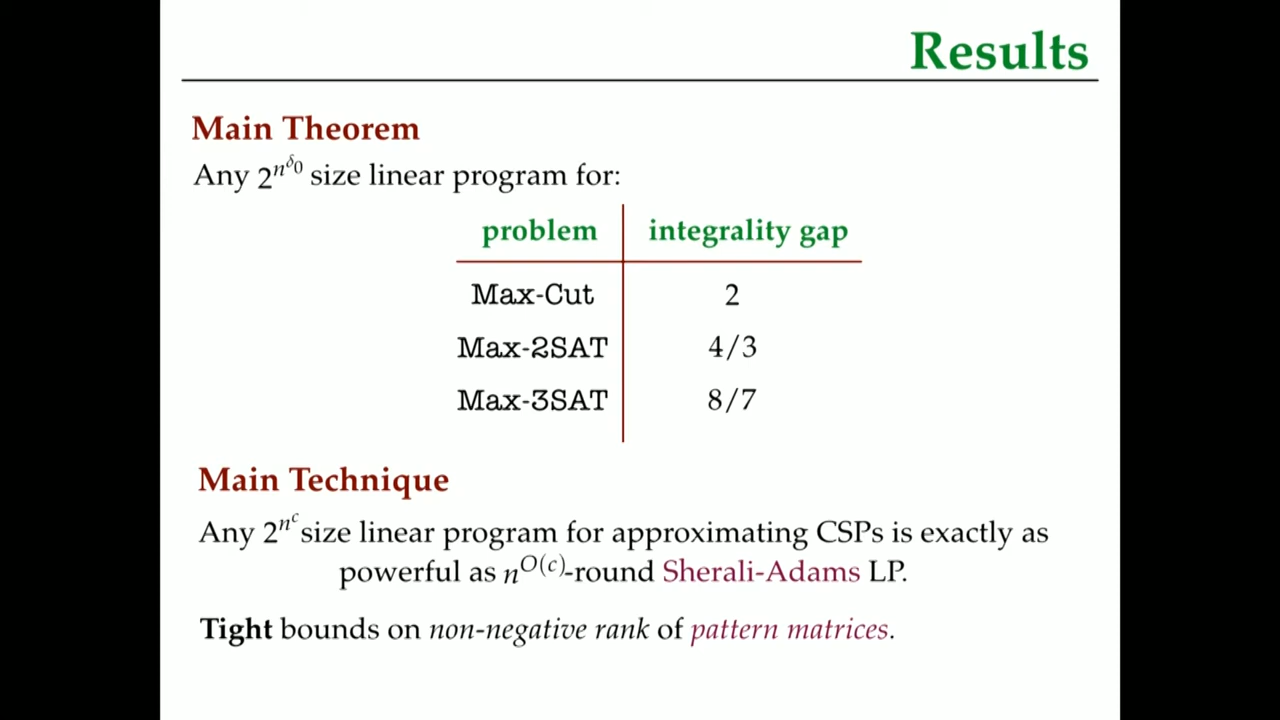 Results
Main Theorem
Any $2^{n^{\delta_0}}$ size linear program for:
problem integrality gap
Max-Cut 2
Max-2SAT 4/3
Max-3SAT 8/7
Main Technique
Any $2^{n^c}$ size linear program for approximating CSPs is exactly as
powerful as $n^{O(c)}$-round Sherali-Adams LP.
Tight bounds on non-negative rank of pattern matrices.